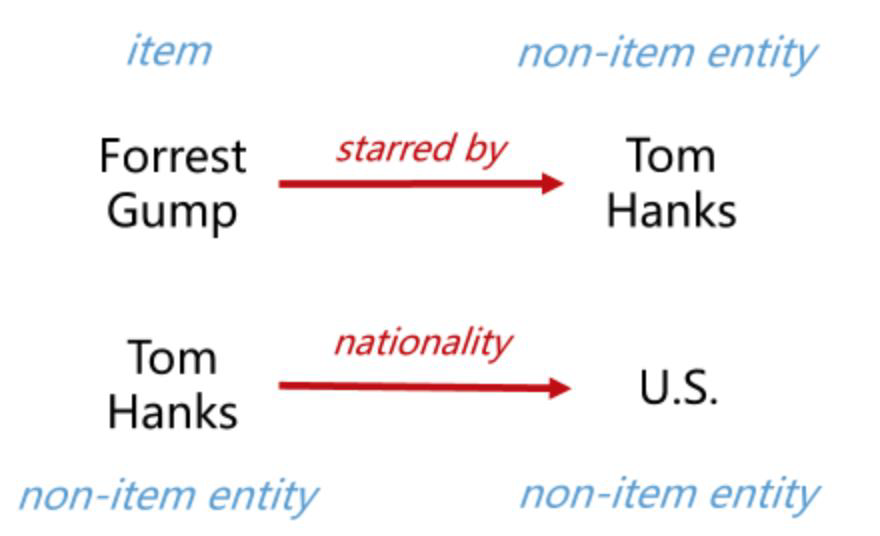 item
non-item entity
Forrest
Gump
starred by
Tom
Hanks
Tom
Hanks
nationality
U.S.
non-item entity
non-item entity